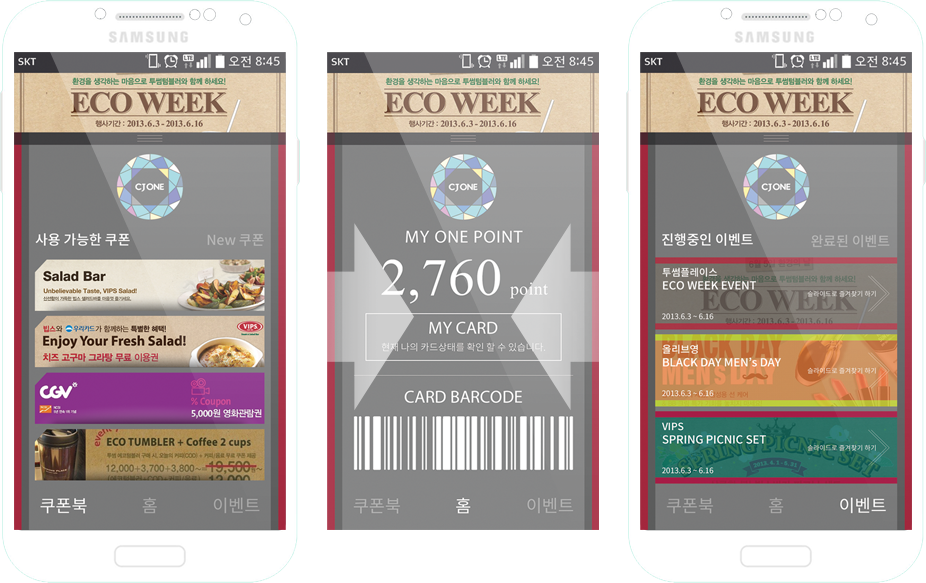 SAMSUNG
SKT
LTE
오전 8:45
환경을 생각하는 마음으로 투썸텀블러와 함께 하세요!
ECO WEEK
행사기간 : 2013.6.3 - 2013.6.16
CJ ONE
사용 가능한 쿠폰
New 쿠폰
Salad Bar
Unbelievable Taste, VIPS Salad!
빕스와 우리카드가 함께하는 특별한 혜택!
VIPS
Enjoy Your Fresh Salad!
치즈 고구마 그라탕 무료 이용권
CGV
% Coupon
5,000원 영화관람권
event
ECO TUMBLER + Coffee 2 cups
12,000+3,700+3,800~
19,500
쿠폰북
홈
이벤트
SKT
LTE
오전 8:45
환경을 생각하는 마음으로 투썸텀블러와 함께 하세요!
ECO WEEK
행사기간 : 2013.6.3 - 2013.6.16
CJ ONE
MY ONE POINT
2,760 point
MY CARD
현재 나의 카드상태를 확인 할 수 있습니다.
CARD BARCODE
쿠폰북
홈
이벤트
SAMSUNG
SKT
LTE
오전 8:45
환경을 생각하는 마음으로 투썸텀블러와 함께 하세요!
ECO WEEK
행사기간 : 2013.6.3 - 2013.6.16
CJ ONE
진행중인 이벤트
완료된 이벤트
투썸플레이스
ECO WEEK EVENT
슬라이드로 즐겨찾기 하기
ECO WEEK
2013.6.3 ~ 6.16
올리브영
BLACK DAY MEN's DAY
슬라이드로 즐겨찾기 하기
BLACK DAY
MEN's DAY
2013.6.3 ~ 6.16
VIPS
SPRING PICNIC SET
슬라이드로 즐겨찾기 하기
SPRING PICNIC SET
2013.6.3 ~ 6.16
쿠폰북
홈
이벤트